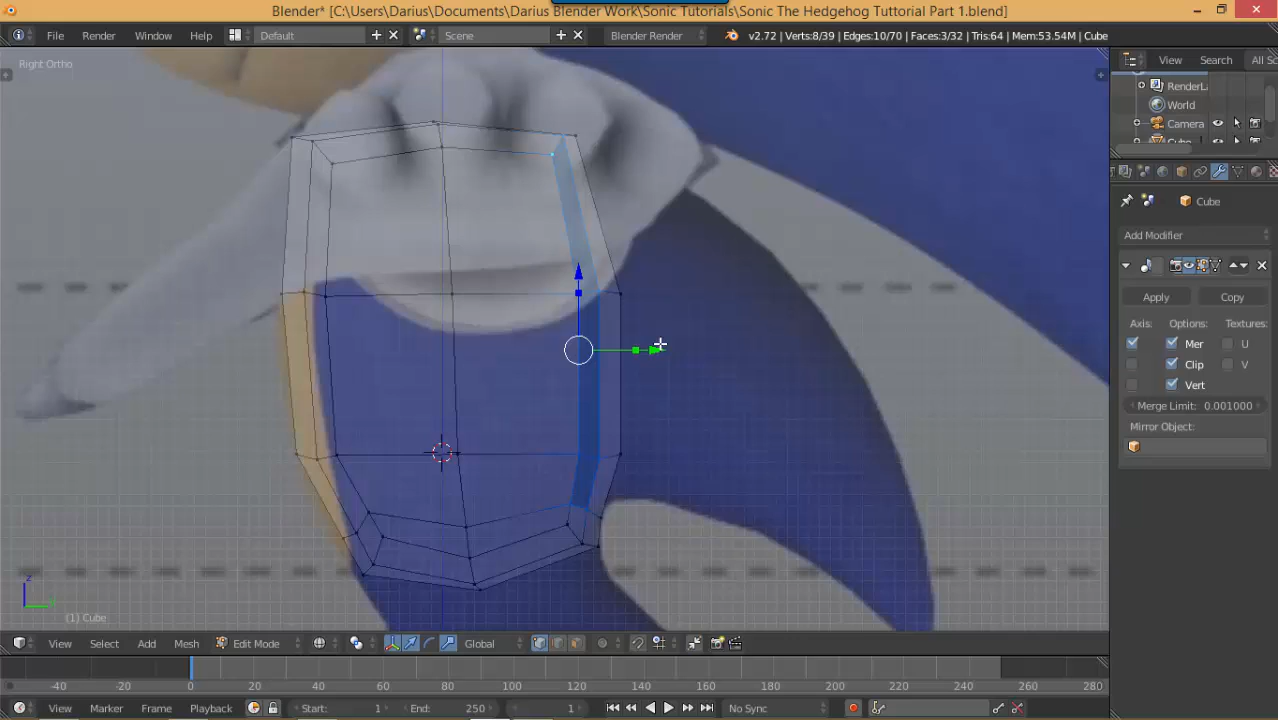 Blender* [C:\Users\Darius\Documents\Darius Blender Work\Sonic Tutorials\Sonic The Hedgehog Tuttorial Part 1.blend]
File Render Window Help Default Scene Blender Render v2.72 | Verts:8/39 | Edges:10/70 | Faces:3/32 | Tris:64 | Mem:53.54M | Cube
View Search All Sc
Right Ortho
RenderLa
World
Camera
Cube
Cube
Add Modifier
Apply Copy
Axis: Options: Textures:
Mer U
Clip V
Vert
Merge Limit: 0.001000
Mirror Object:
z
(1) Cube
View Select Add Mesh Edit Mode Global
-40 -20 0 20 40 60 80 100 120 140 160 180 200 220 240 260 280
View Marker Frame Playback Start: 1 End: 250 1 No Sync